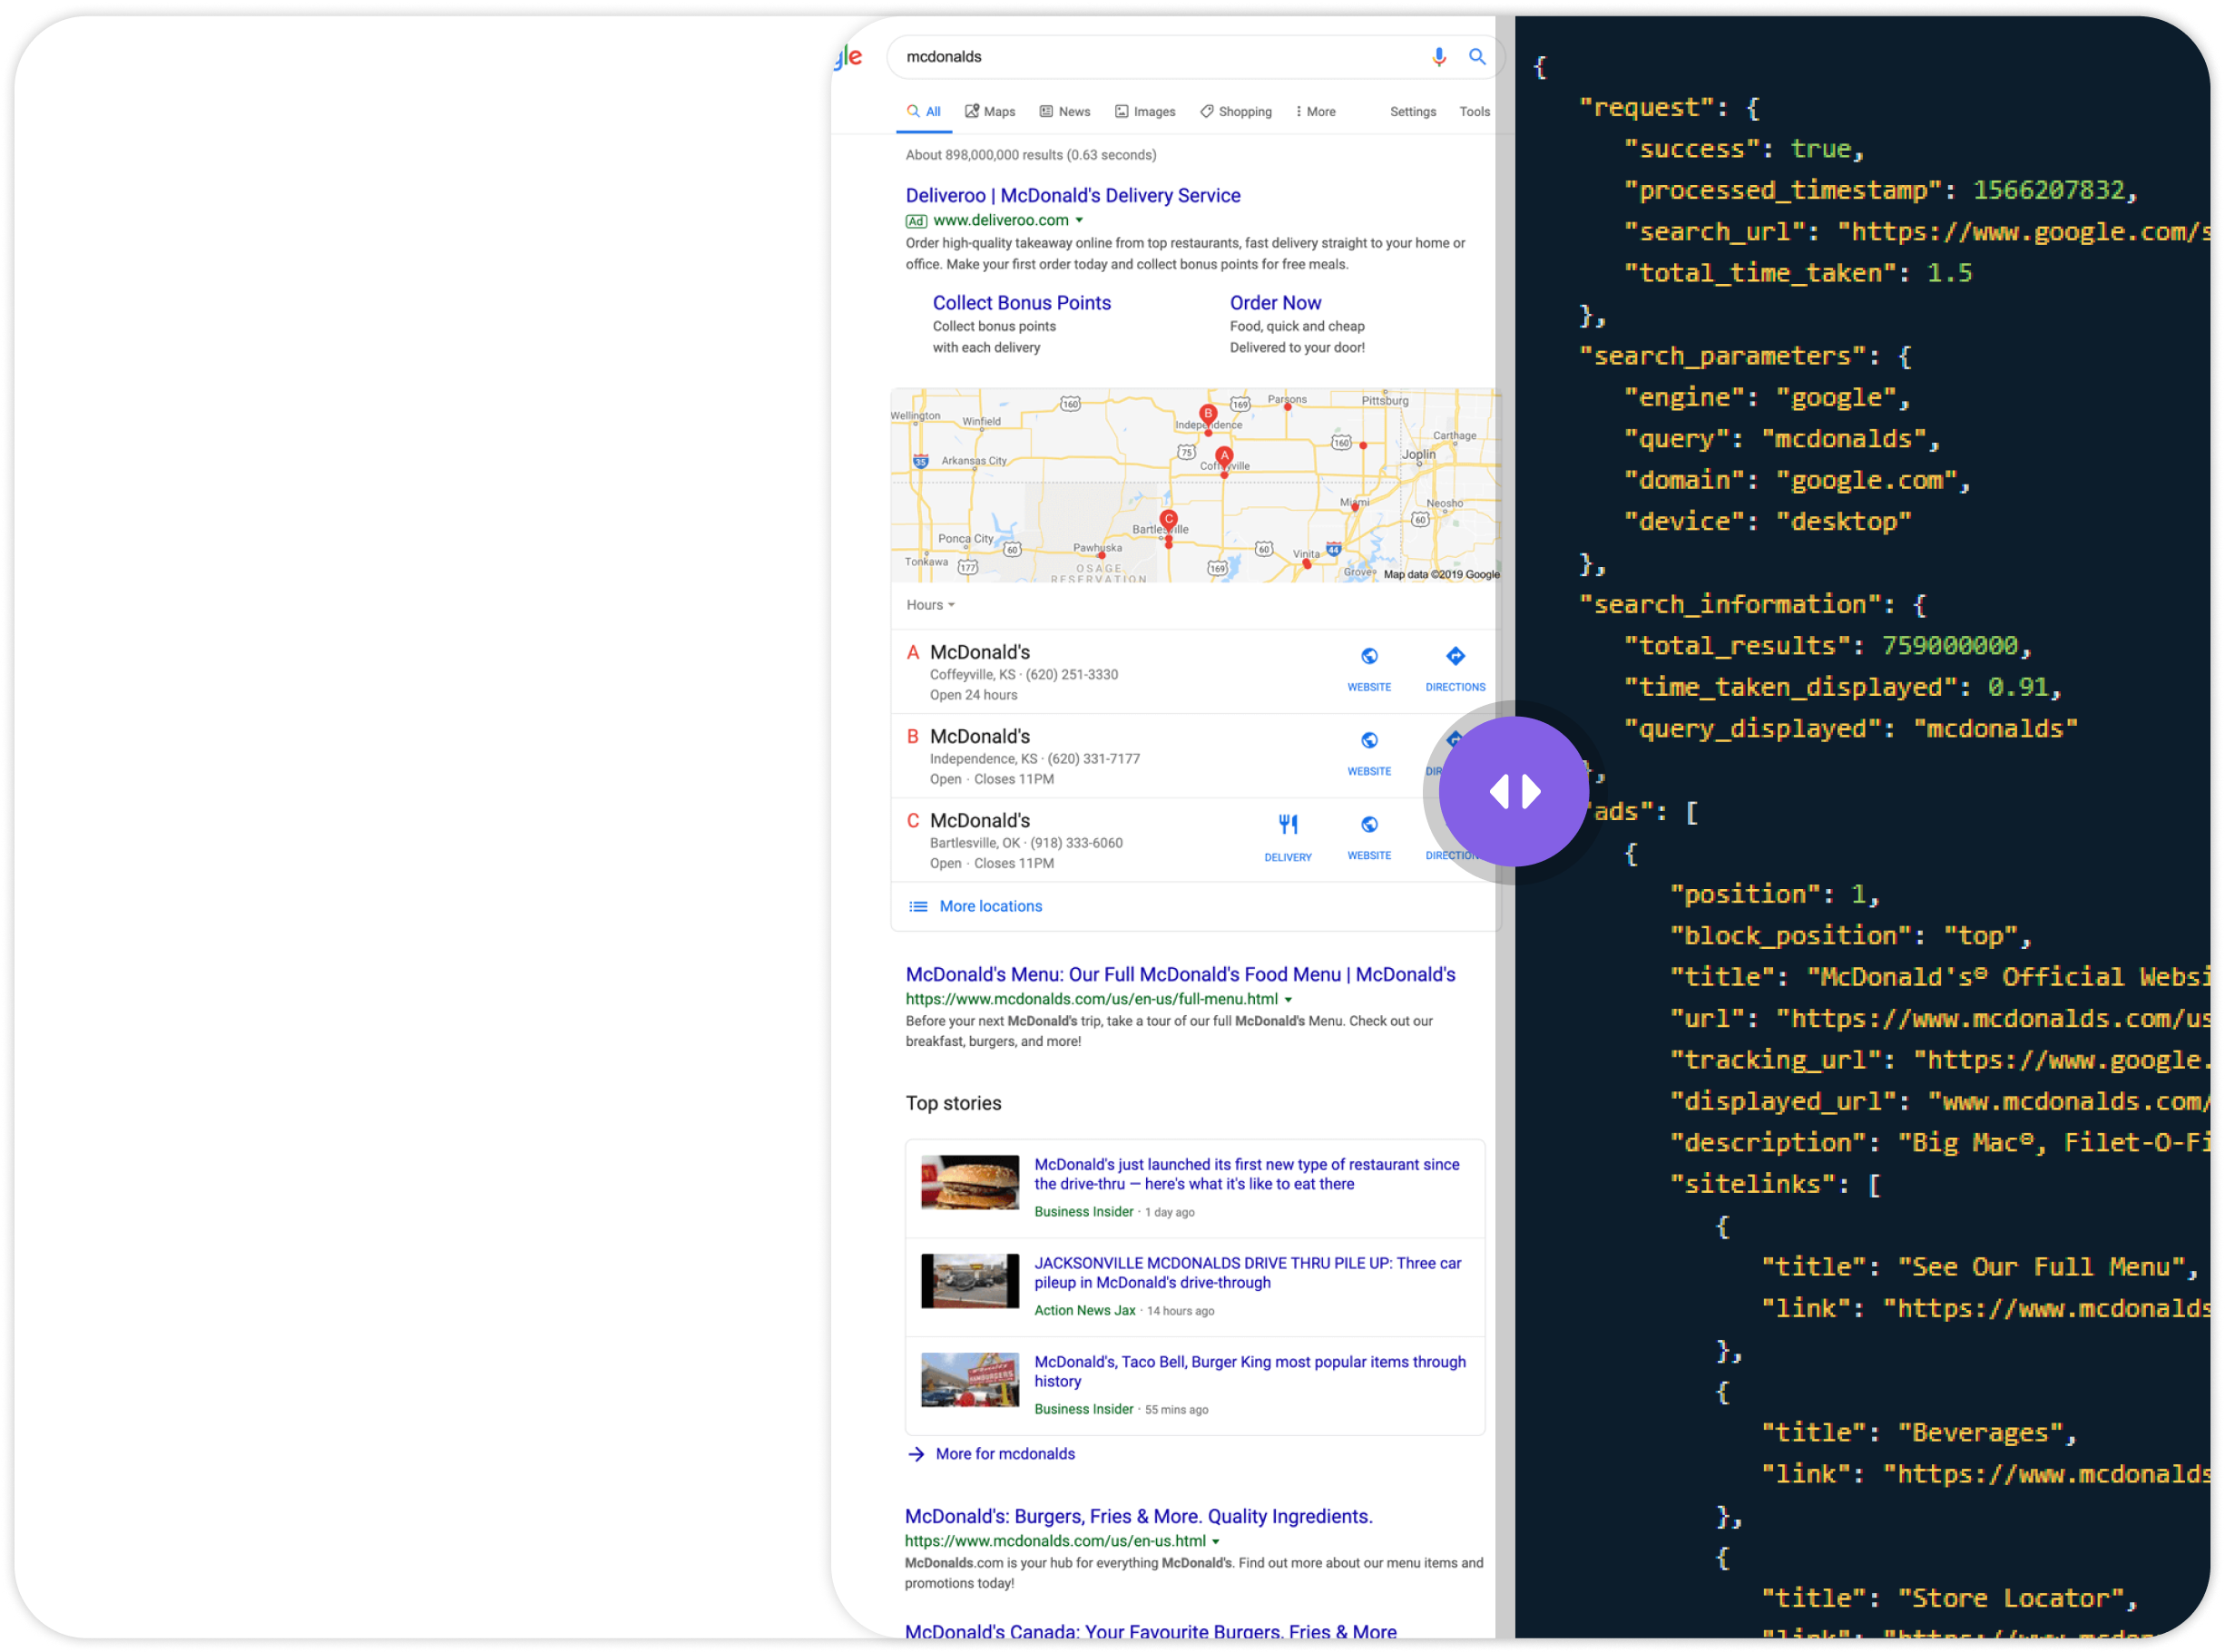 gle
mcdonalds
All Maps News Images Shopping More Settings Tools
About 898,000,000 results (0.63 seconds)
Deliveroo | McDonald's Delivery Service
Ad www.deliveroo.com
Order high-quality takeaway online from top restaurants, fast delivery straight to your home or
office. Make your first order today and collect bonus points for free meals.
Collect Bonus Points
Collect bonus points
with each delivery
Order Now
Food, quick and cheap
Delivered to your door!
160
169
Parsons
Pittsburg
Wellington
Winfield
B
Independence
Carthage
75
160
35
Arkansas City
A
Coffeyville
Joplin
Miami
Neosho
C
Bartlesville
60
Ponca City
60
Pawhuska
60
Vinita
44
Tonkawa
177
OSAGE
RESERVATION
169
Grove
Map data ©2019 Google
Hours
A McDonald's
Coffeyville, KS · (620) 251-3330
Open 24 hours
WEBSITE DIRECTIONS
B McDonald's
Independence, KS · (620) 331-7177
Open · Closes 11PM
WEBSITE DIR
C McDonald's
Bartlesville, OK · (918) 333-6060
Open · Closes 11PM
DELIVERY WEBSITE DIRECTION
More locations
McDonald's Menu: Our Full McDonald's Food Menu | McDonald's
https://www.mcdonalds.com/us/en-us/full-menu.html
Before your next McDonald's trip, take a tour of our full McDonald's Menu. Check out our
breakfast, burgers, and more!
Top stories
McDonald's just launched its first new type of restaurant since
the drive-thru — here's what it's like to eat there
Business Insider · 1 day ago
JACKSONVILLE MCDONALDS DRIVE THRU PILE UP: Three car
pileup in McDonald's drive-through
Action News Jax · 14 hours ago
HAMBURGERS
McDonald's, Taco Bell, Burger King most popular items through
history
Business Insider · 55 mins ago
More for mcdonalds
McDonald's: Burgers, Fries & More. Quality Ingredients.
https://www.mcdonalds.com/us/en-us.html
McDonalds.com is your hub for everything McDonald's. Find out more about our menu items and
promotions today!
McDonald's Canada: Your Favourite Burgers, Fries & More
{
"request": {
"success": true,
"processed_timestamp": 1566207832,
"search_url": "https://www.google.com/s
"total_time_taken": 1.5
},
"search_parameters": {
"engine": "google",
"query": "mcdonalds",
"domain": "google.com",
"device": "desktop"
},
"search_information": {
"total_results": 759000000,
"time_taken_displayed": 0.91,
"query_displayed": "mcdonalds"
},
"ads": [
{
"position": 1,
"block_position": "top",
"title": "McDonald's® Official Websi
"url": "https://www.mcdonalds.com/us
"tracking_url": "https://www.google.
"displayed_url": "www.mcdonalds.com/
"description": "Big Mac®, Filet-O-Fi
"sitelinks": [
{
"title": "See Our Full Menu",
"link": "https://www.mcdonalds
},
{
"title": "Beverages",
"link": "https://www.mcdonalds
},
{
"title": "Store Locator",
"link": "https://www.mcdonalds